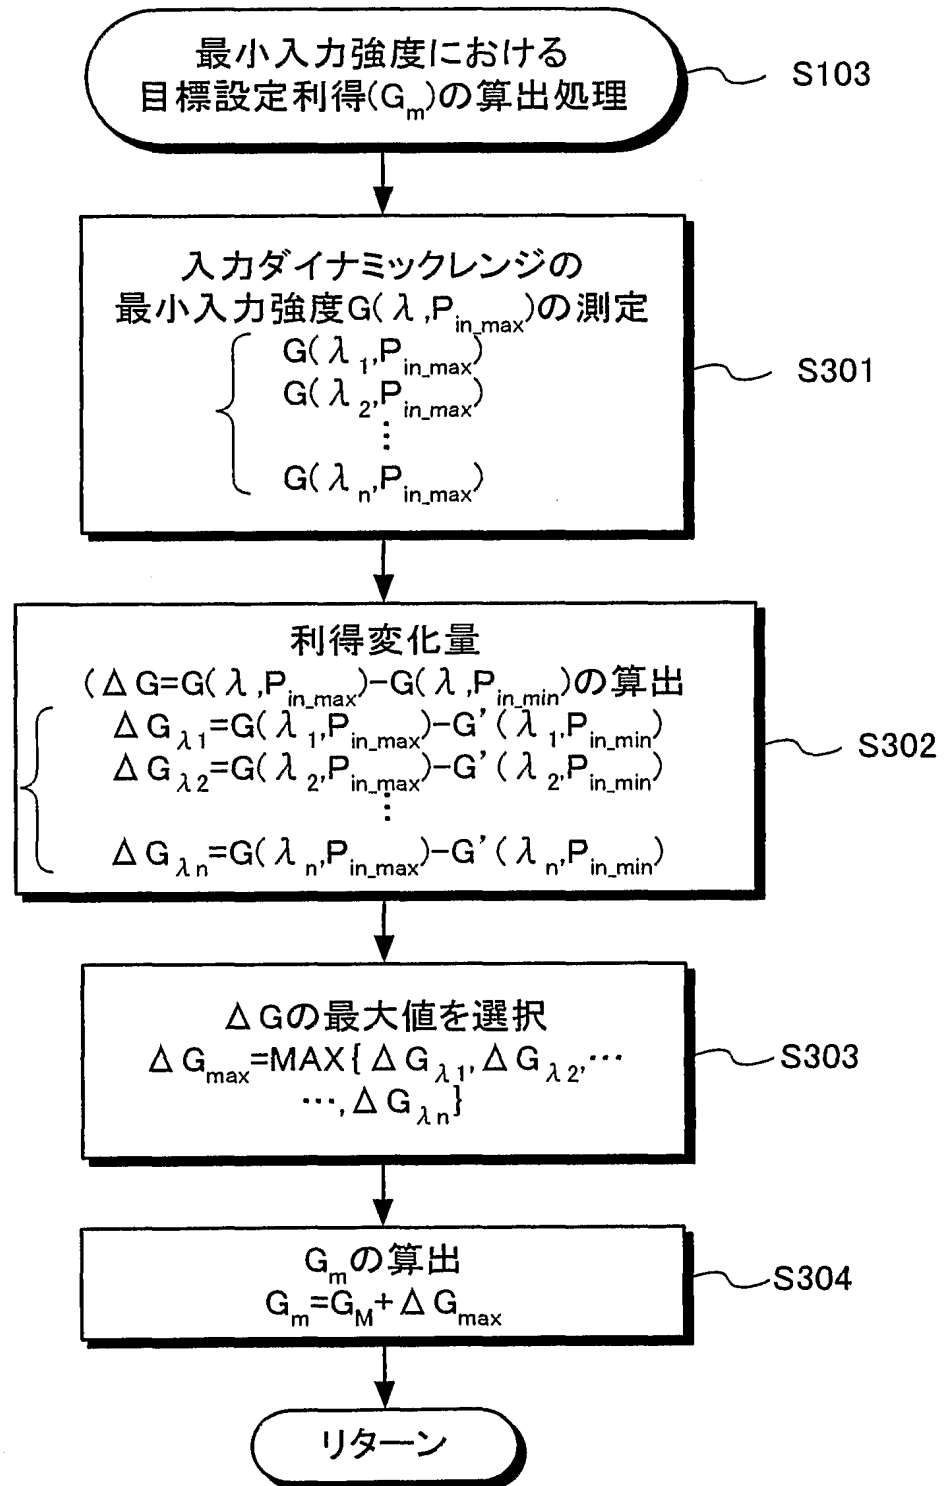 最小入力強度における
目標設定利得(Gm)の算出処理
S103
入力ダイナミックレンジの
最小入力強度G(λ,Pin_max)の測定
G(λ1,Pin_max)
G(λ2,Pin_max)
⋮
G(λn,Pin_max)
S301
利得変化量
(ΔG=G(λ,Pin_max)-G(λ,Pin_min)の算出
ΔGλ1=G(λ1,Pin_max)-G'(λ1,Pin_min)
ΔGλ2=G(λ2,Pin_max)-G'(λ2,Pin_min)
⋮
ΔGλn=G(λn,Pin_max)-G'(λn,Pin_min)
S302
ΔGの最大値を選択
ΔGmax=MAX{ΔGλ1,ΔGλ2,…
…,ΔGλn}
S303
Gmの算出
Gm=GM+ΔGmax
S304
リターン